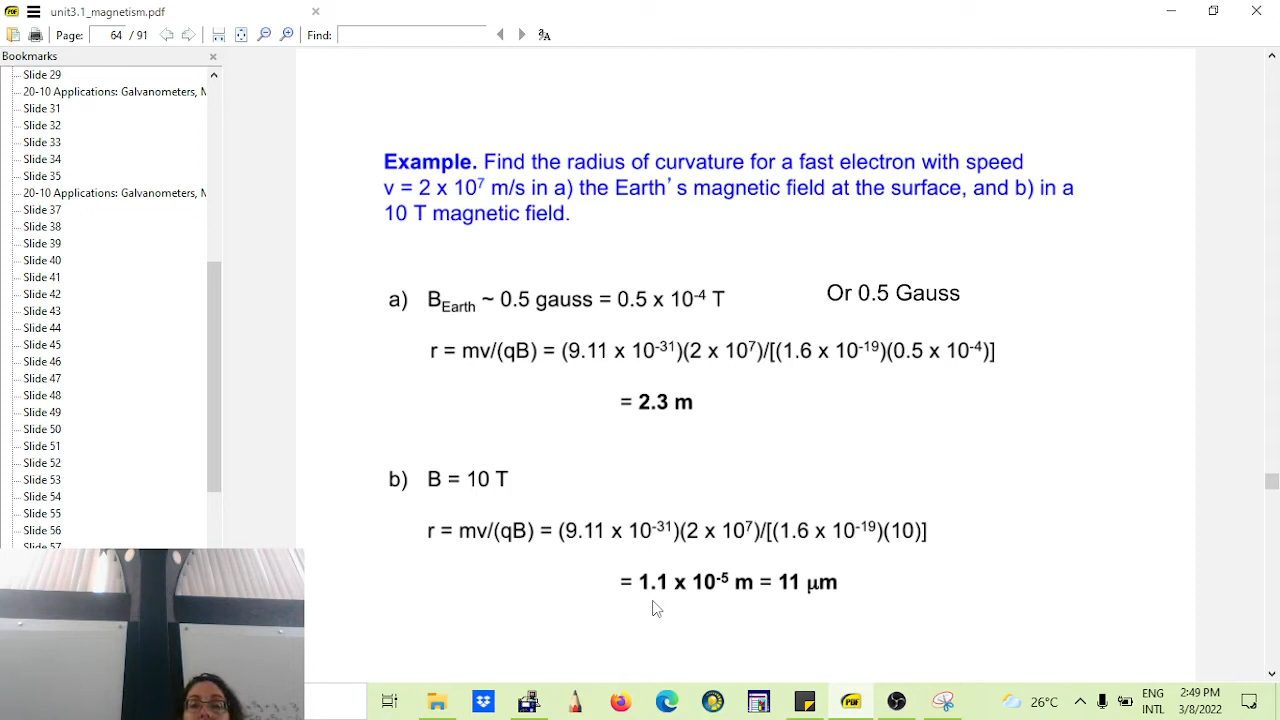 unit3.1_magnetism.pdf
Page: 64 / 91 Find:
Bookmarks
Slide 29
20-10 Applications: Galvanometers, M
Slide 31
Slide 32
Slide 33
Slide 34
Slide 35
20-10 Applications: Galvanometers, M
Slide 37
Slide 38
Slide 39
Slide 40
Slide 41
Slide 42
Slide 43
Slide 44
Slide 45
Slide 46
Slide 47
Slide 48
Slide 49
Slide 50
Slide 51
Slide 52
Slide 53
Slide 54
Slide 55
Slide 56
Slide 57
Example. Find the radius of curvature for a fast electron with speed
v = 2 x 10⁷ m/s in a) the Earth's magnetic field at the surface, and b) in a
10 T magnetic field.
a) B_Earth ~ 0.5 gauss = 0.5 x 10⁻⁴ T
Or 0.5 Gauss
r = mv/(qB) = (9.11 x 10⁻³¹)(2 x 10⁷)/[(1.6 x 10⁻¹⁹)(0.5 x 10⁻⁴)]
= 2.3 m
b) B = 10 T
r = mv/(qB) = (9.11 x 10⁻³¹)(2 x 10⁷)/[(1.6 x 10⁻¹⁹)(10)]
= 1.1 x 10⁻⁵ m = 11 μm
26°C
ENG
INTL
2:49 PM
3/8/2022